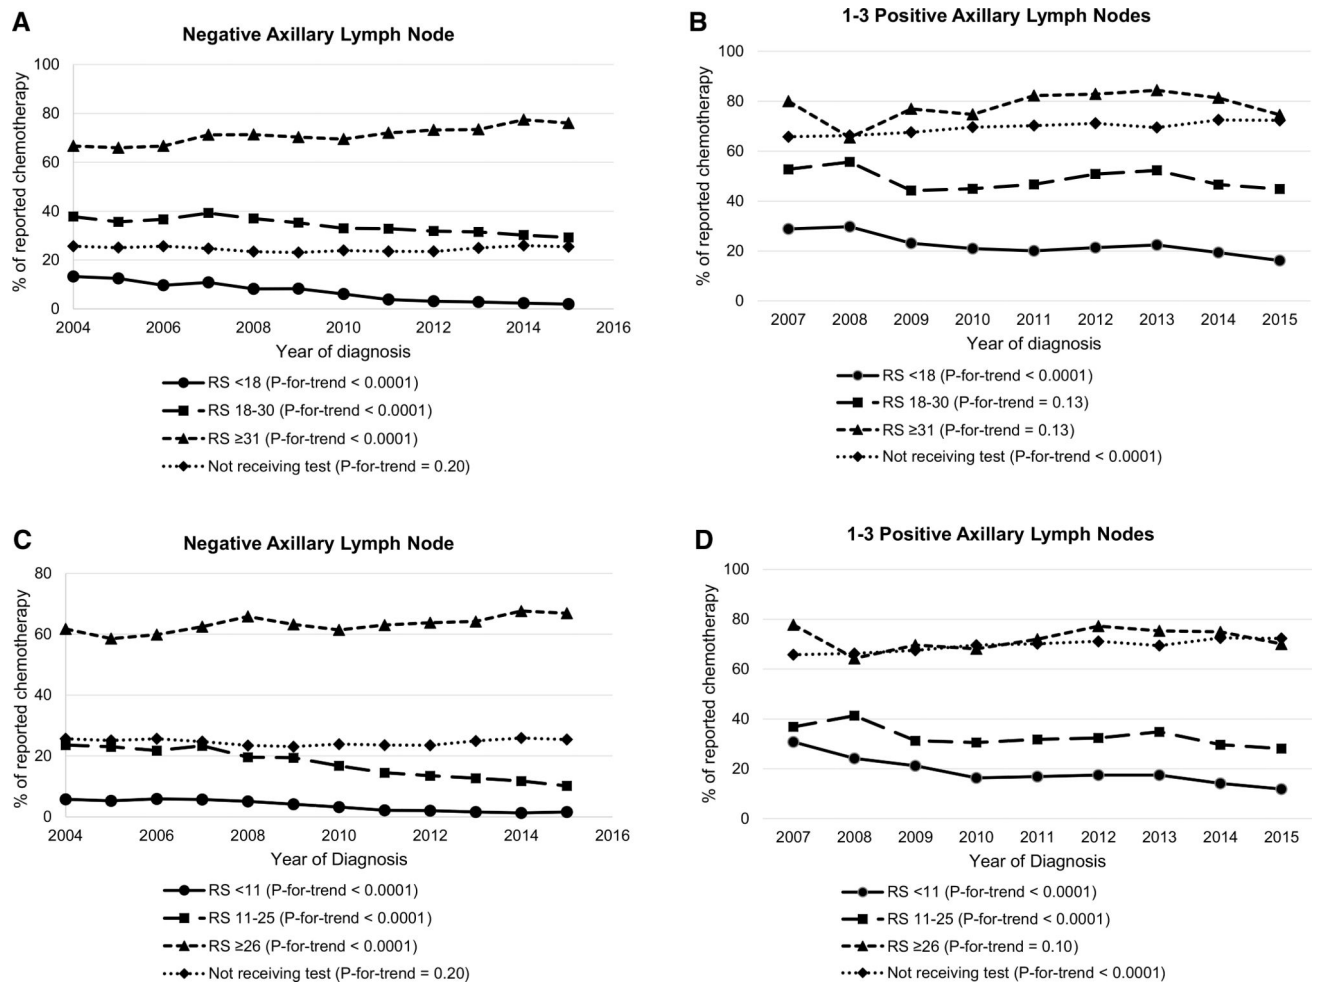 A
Negative Axillary Lymph Node
% of reported chemotherapy
100
80
60
40
20
0
2004 2006 2008 2010 2012 2014 2016
Year of diagnosis
RS <18 (P-for-trend < 0.0001)
RS 18-30 (P-for-trend < 0.0001)
RS ≥31 (P-for-trend < 0.0001)
Not receiving test (P-for-trend = 0.20)
B
1-3 Positive Axillary Lymph Nodes
% of reported chemotherapy
100
80
60
40
20
0
2007 2008 2009 2010 2011 2012 2013 2014 2015
Year of diagnosis
RS <18 (P-for-trend < 0.0001)
RS 18-30 (P-for-trend = 0.13)
RS ≥31 (P-for-trend = 0.13)
Not receiving test (P-for-trend < 0.0001)
C
Negative Axillary Lymph Node
% of reported chemotherapy
80
60
40
20
0
2004 2006 2008 2010 2012 2014 2016
Year of Diagnosis
RS <11 (P-for-trend < 0.0001)
RS 11-25 (P-for-trend < 0.0001)
RS ≥26 (P-for-trend < 0.0001)
Not receiving test (P-for-trend = 0.20)
D
1-3 Positive Axillary Lymph Nodes
% of reported chemotherapy
100
80
60
40
20
0
2007 2008 2009 2010 2011 2012 2013 2014 2015
Year of Diagnosis
RS <11 (P-for-trend < 0.0001)
RS 11-25 (P-for-trend < 0.0001)
RS ≥26 (P-for-trend = 0.10)
Not receiving test (P-for-trend < 0.0001)